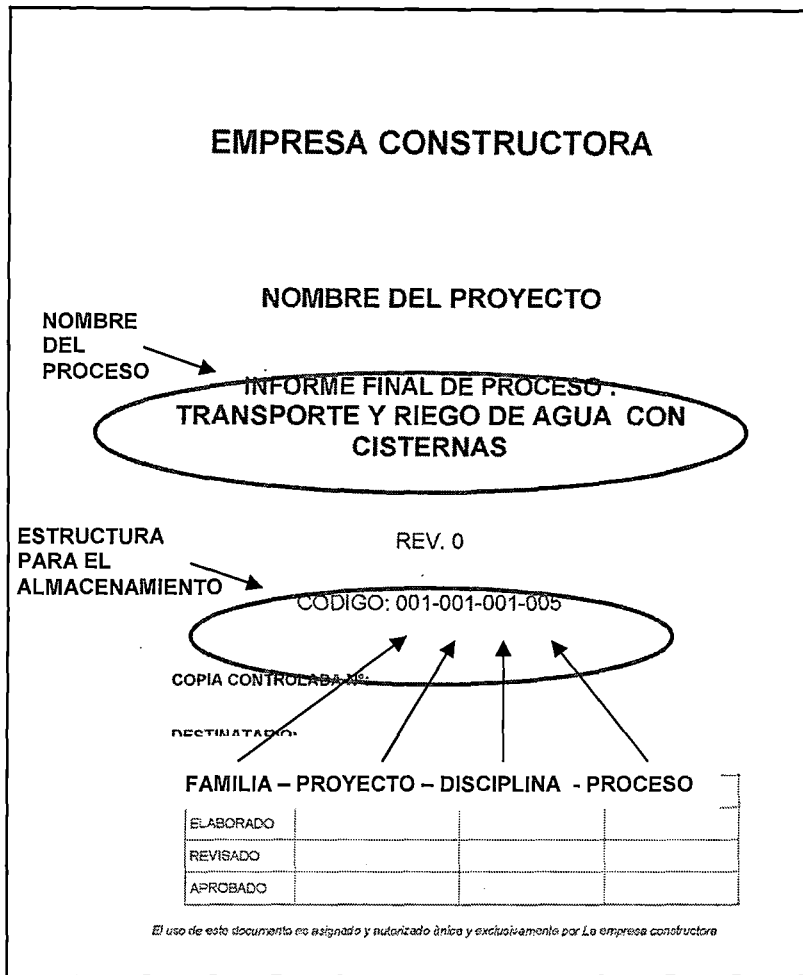 EMPRESA CONSTRUCTORA
NOMBRE DEL PROYECTO
NOMBRE
DEL
PROCESO
INFORME FINAL DE PROCESO :
TRANSPORTE Y RIEGO DE AGUA CON
CISTERNAS
ESTRUCTURA
PARA EL
ALMACENAMIENTO
REV. 0
CODIGO: 001-001-001-005
COPIA CONTROLADA Nº:
DESTINATARIO:
FAMILIA – PROYECTO – DISCIPLINA - PROCESO
ELABORADO
REVISADO
APROBADO
El uso de este documento es asignado y autorizado única y exclusivamente por La empresa constructora